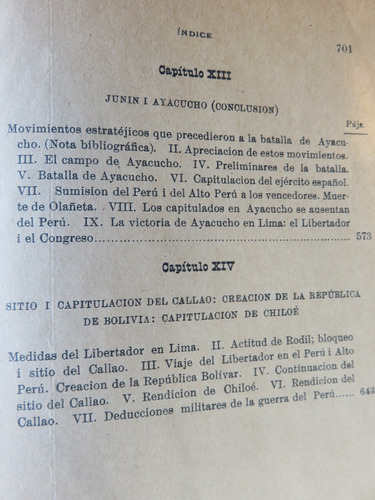 ÍNDICE
701
Capítulo XIII
JUNIN I AYACUCHO (CONCLUSION)
Pájs.
Movimientos estratéjicos que precedieron a la batalla de Ayacu-
cho. (Nota bibliográfica). II. Apreciacion de estos movimientos.
III. El campo de Ayacucho. IV. Preliminares de la batalla.
V. Batalla de Ayacucho. VI. Capitulacion del ejército español.
VII. Sumision del Perú i del Alto Perú a los vencedores. Muer-
te de Olañeta. VIII. Los capitulados en Ayacucho se ausentan
del Perú. IX. La victoria de Ayacucho en Lima: el Libertador
i el Congreso.................................................... 573
Capítulo XIV
SITIO I CAPITULACION DEL CALLAO: CREACION DE LA REPÚBLICA
DE BOLIVIA: CAPITULACION DE CHILOÉ
Medidas del Libertador en Lima. II. Actitud de Rodil; bloqueo
i sitio del Callao. III. Viaje del Libertador en el Perú i Alto
Perú. Creacion de la República Bolívar. IV. Continuacion del
sitio del Callao. V. Rendicion de Chiloé. VI. Rendicion del
Callao. VII. Deducciones militares de la guerra del Perú...... 643